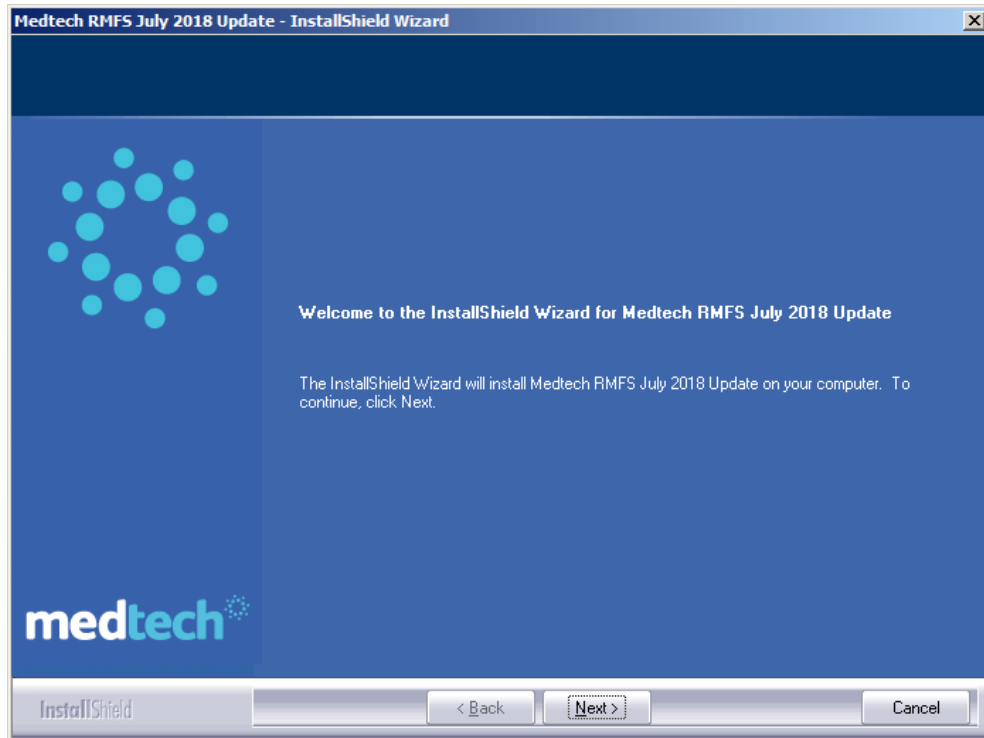 Medtech RMFS July 2018 Update - InstallShield Wizard
Welcome to the InstallShield Wizard for Medtech RMFS July 2018 Update
The InstallShield Wizard will install Medtech RMFS July 2018 Update on your computer. To
continue, click Next.
medtech
InstallShield
< Back
Next >
Cancel